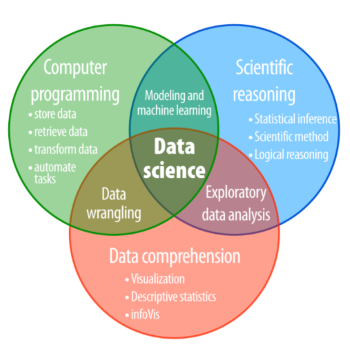 Computer
programming
• store data
• retrieve data
• transform data
• automate
tasks
Modeling and
machine learning
Scientific
reasoning
• Statistical inference
• Scientific method
• Logical reasoning
Data
science
Data
wrangling
Exploratory
data analysis
Data comprehension
• Visualization
• Descriptive statistics
• infoVis